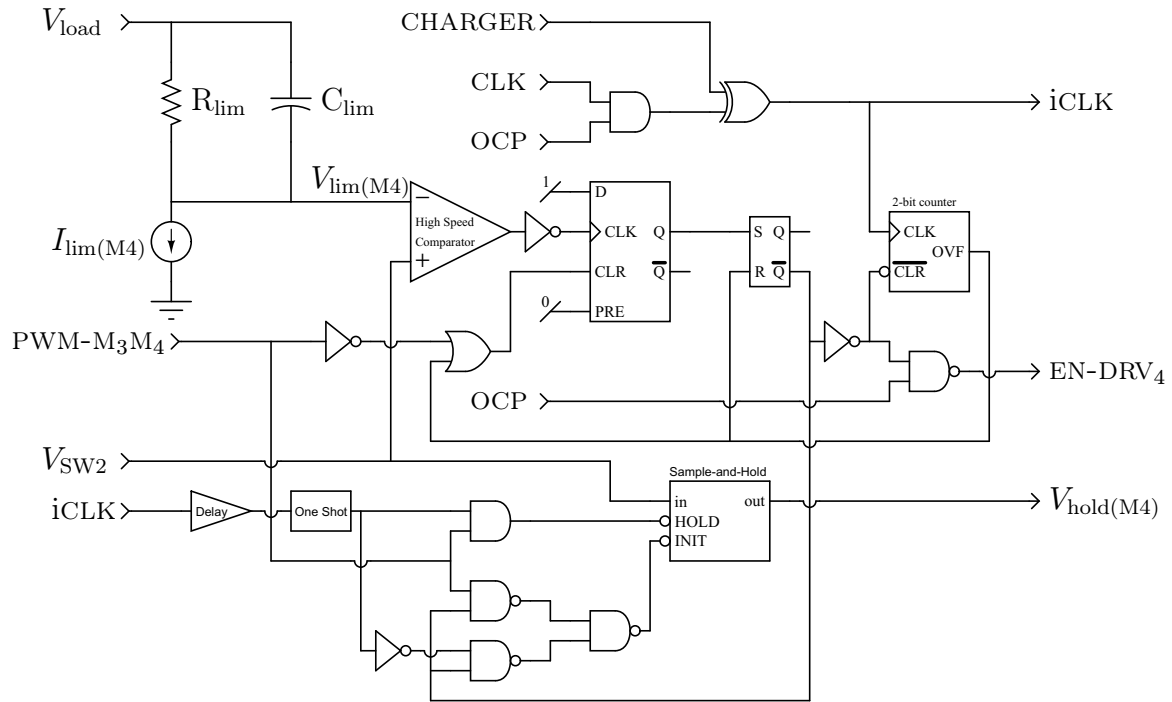 V_load
CHARGER
CLK
OCP
iCLK
R_lim
C_lim
V_lim(M4)
I_lim(M4)
High Speed
Comparator
1
D
CLK
Q
CLR
Q̅
0
PRE
S Q
R Q̅
2-bit counter
CLK
OVF
C̅L̅R̅
PWM-M₃M₄
OCP
EN-DRV₄
V_SW2
Sample-and-Hold
in
out
HOLD
INIT
V_hold(M4)
iCLK
Delay
One Shot